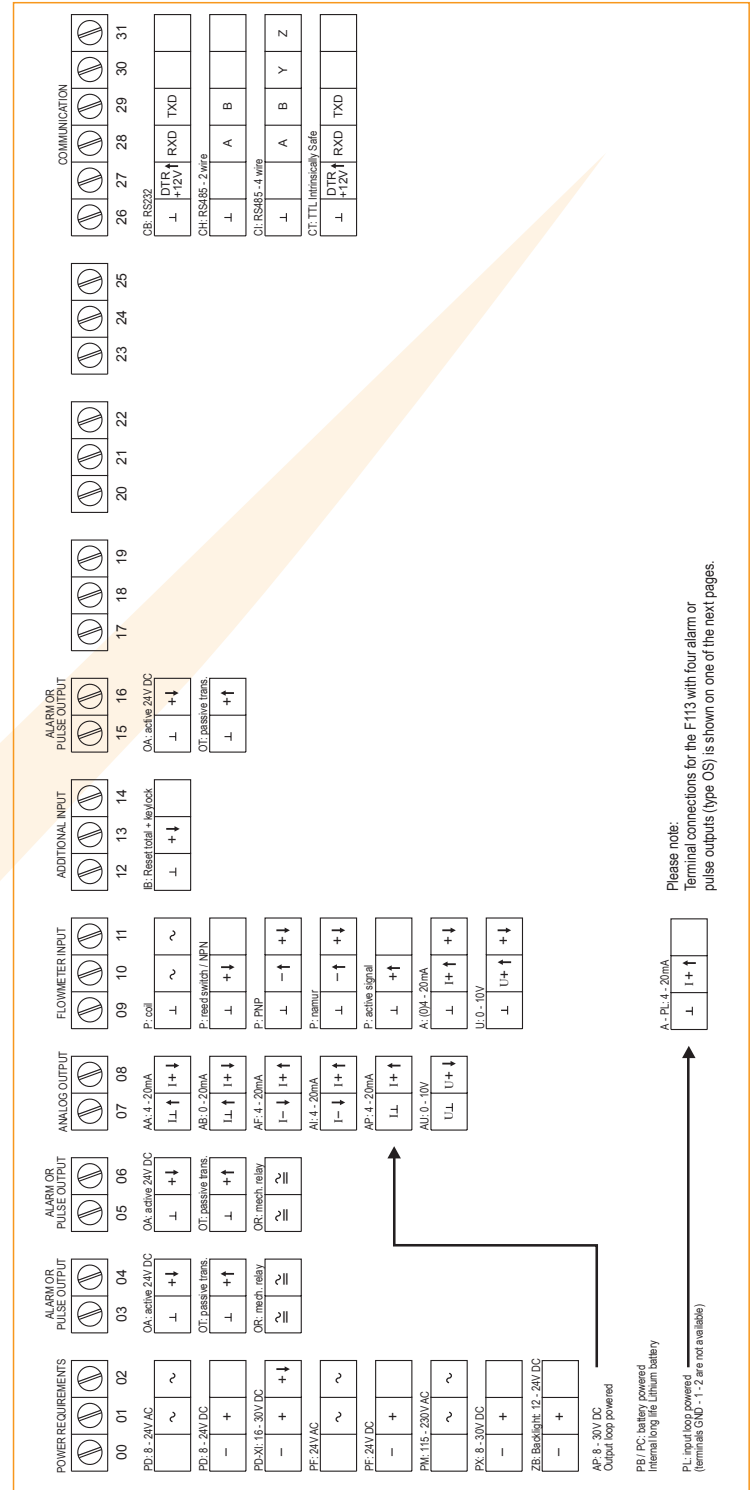 POWER REQUIREMENTS
00 01 02
PD: 8 - 24V AC
~ ~
PD: 8 - 24V DC
− +
PD-XI: 16 - 30V DC
− + +↓
PF: 24V AC
~ ~
PF: 24V DC
− +
PM: 115 - 230V AC
~ ~
PX: 8 - 30V DC
− +
ZB: Backlight: 12 - 24V DC
− +
AP: 8 - 30V DC
Output loop powered
PB / PC: battery powered
Internal long life Lithium battery
PL: input loop powered
(terminals GND - 1 - 2 are not available)
ALARM OR
PULSE OUTPUT
03 04
OA: active 24V DC
⊥ +↓
OT: passive trans.
⊥ +↑
OR: mech. relay
≂ ≂
ALARM OR
PULSE OUTPUT
05 06
OA: active 24V DC
⊥ +↓
OT: passive trans.
⊥ +↑
OR: mech. relay
≂ ≂
ANALOG OUTPUT
07 08
AA: 4 - 20mA
I⊥↑ I+↓
AB: 0 - 20mA
I⊥↑ I+↓
AF: 4 - 20mA
I−↓ I+↑
AI: 4 - 20mA
I−↓ I+↑
AP: 4 - 20mA
I⊥ I+↑
AU: 0 - 10V
U⊥ U+↓
FLOWMETER INPUT
09 10 11
P: coil
⊥ ~ ~
P: reed switch / NPN
⊥ +↓
P: PNP
⊥ −↑ +↓
P: namur
⊥ −↑ +↓
P: active signal
⊥ +↑
A: (0)4 - 20mA
⊥ I+↑ +↓
U: 0 - 10V
⊥ U+↑ +↓
A - PL: 4 - 20mA
⊥ I+↑
ADDITIONAL INPUT
12 13 14
IB: Reset total + keylock
⊥ +↓
ALARM OR
PULSE OUTPUT
15 16
OA: active 24V DC
⊥ +↓
OT: passive trans.
⊥ +↑
17 18 19
20 21 22
23 24 25
COMMUNICATION
26 27 28 29 30 31
CB: RS232
⊥ DTR +12V↑ RXD TXD
CH: RS485 - 2 wire
⊥ A B
CI: RS485 - 4 wire
⊥ A B Y Z
CT: TTL Intrinsically Safe
⊥ DTR +12V↑ RXD TXD
Please note:
Terminal connections for the F113 with four alarm or
pulse outputs (type OS) is shown on one of the next pages.